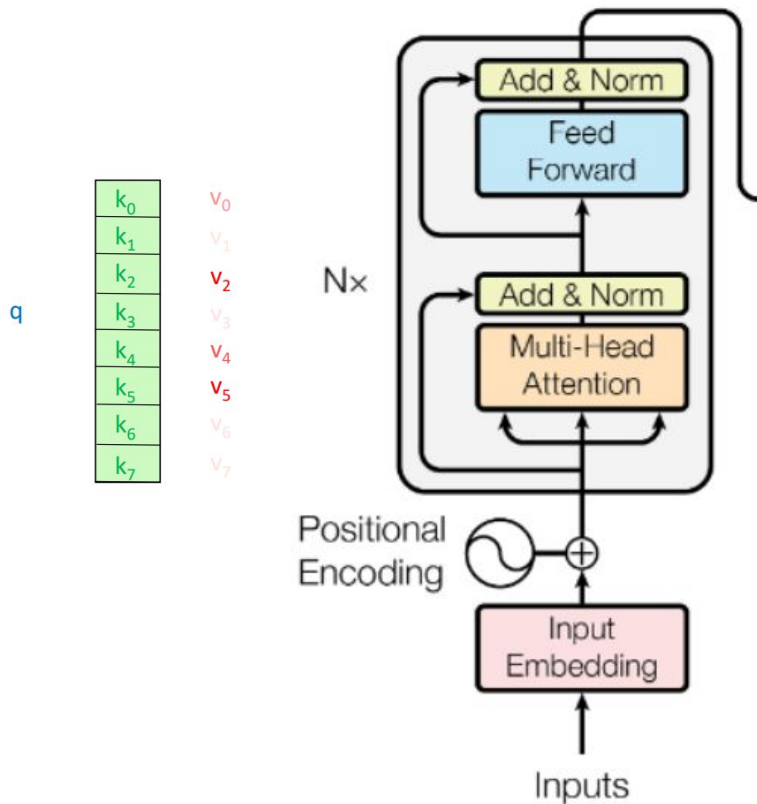 q
k₀ v₀
k₁ v₁
k₂ v₂
k₃ v₃
k₄ v₄
k₅ v₅
k₆ v₆
k₇ v₇
Add & Norm
Feed
Forward
N×
Add & Norm
Multi-Head
Attention
Positional
Encoding
Input
Embedding
Inputs